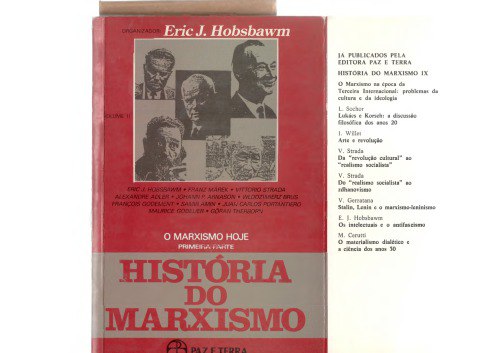 ORGANIZADOR Eric J. Hobsbawm
VOLUME 11
ERIC J. HOBSBAWM • FRANZ MAREK • VITTORIO STRADA
ALEXANDRE ADLER • JOHANN P. ARNASON • WLODZIMIERZ BRUS
FRANÇOIS GODEMENT • SAMIR AMIN • JUAN CARLOS PORTANTIERO
MAURICE GODELIER • GÖRAN THERBORN
O MARXISMO HOJE
PRIMEIRA PARTE
HISTÓRIA
DO
MARXISMO
PAZ E TERRA
JA PUBLICADOS PELA
EDITORA PAZ E TERRA
HISTÓRIA DO MARXISMO IX
O Marxismo na época da
Terceira Internacional: problemas da
cultura e da ideologia
L. Sochor
Lukács e Korsch: a discussão
filosófica dos anos 20
J. Willet
Arte e revolução
V. Strada
Da "revolução cultural" ao
"realismo socialista"
V. Strada
Do "realismo socialista" ao
zdhanovismo
V. Gerratana
Stalin, Lenin e o marxismo-leninismo
E. J. Hobsbawm
Os intelectuais e o antifascismo
M. Cerutti
O materialismo dialético e
a ciência dos anos 30